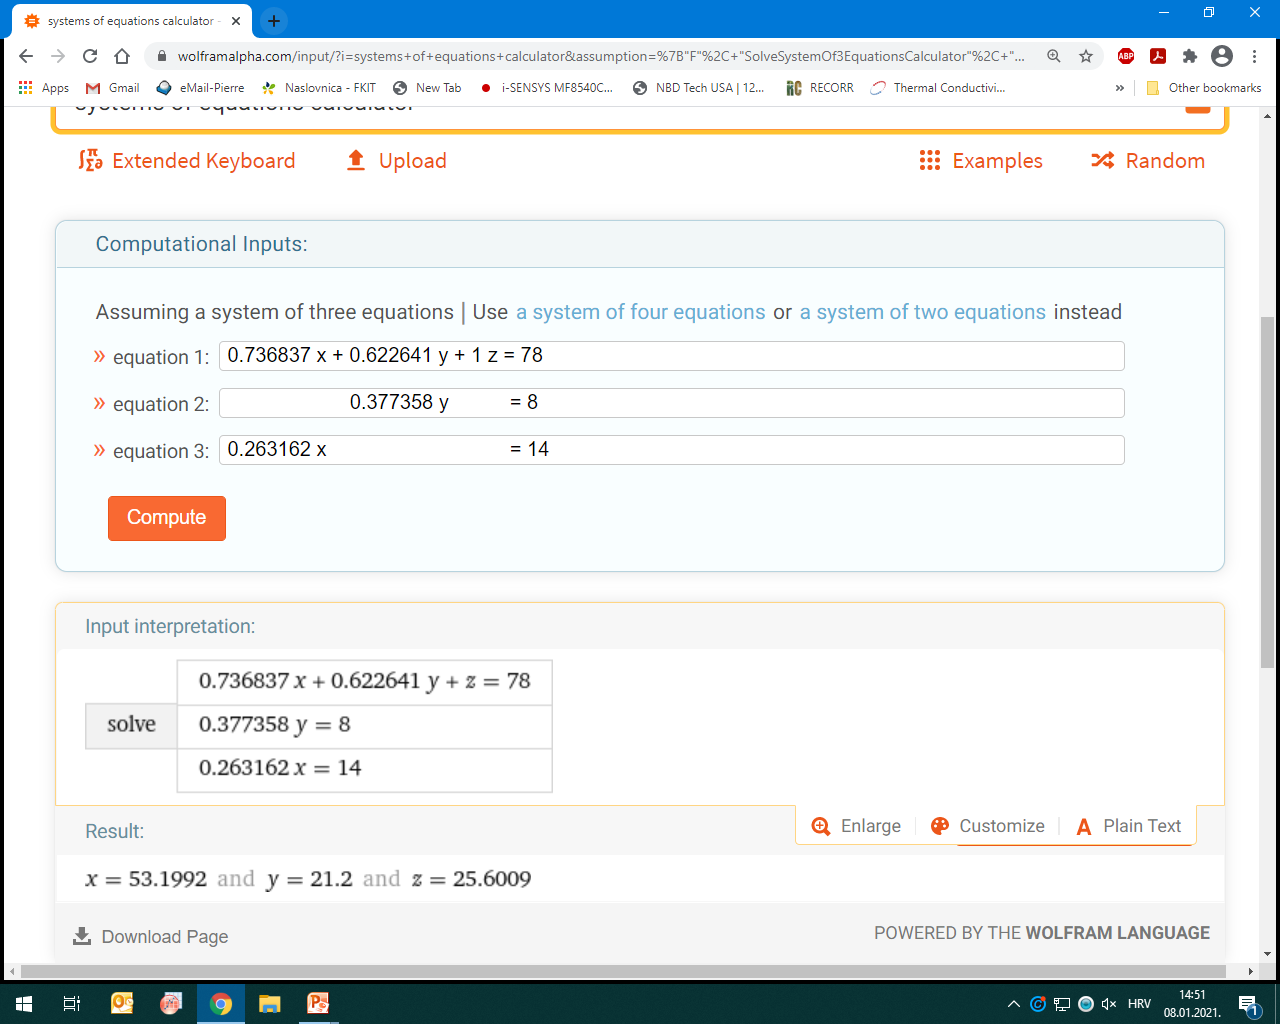 systems of equations calculator
wolframalpha.com/input/?i=systems+of+equations+calculator&assumption=%7B"F"%2C+"SolveSystemOf3EquationsCalculator"%2C+"...
ABP
Apps Gmail eMail-Pierre Naslovnica - FKIT New Tab i-SENSYS MF8540C... NBD Tech USA | 12... RECORR Thermal Conductivi... » Other bookmarks
systems of equations calculator
Extended Keyboard Upload Examples Random
Computational Inputs:
Assuming a system of three equations | Use a system of four equations or a system of two equations instead
» equation 1: 0.736837 x + 0.622641 y + 1 z = 78
» equation 2: 0.377358 y = 8
» equation 3: 0.263162 x = 14
Compute
Input interpretation:
solve
0.736837 x + 0.622641 y + z = 78
0.377358 y = 8
0.263162 x = 14
Result:
Enlarge Customize A Plain Text
x = 53.1992 and y = 21.2 and z = 25.6009
Download Page POWERED BY THE WOLFRAM LANGUAGE
HRV 14:51
08.01.2021. 1